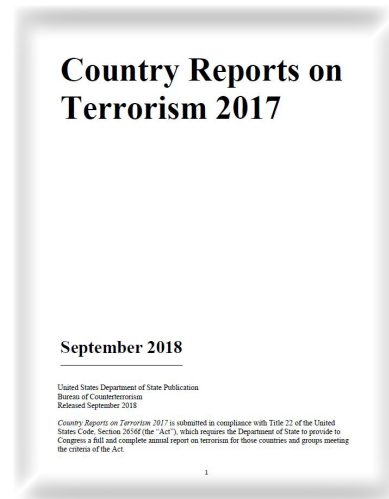 Country Reports on
Terrorism 2017
September 2018
United States Department of State Publication
Bureau of Counterterrorism
Released September 2018
Country Reports on Terrorism 2017 is submitted in compliance with Title 22 of the United
States Code, Section 2656f (the “Act”), which requires the Department of State to provide to
Congress a full and complete annual report on terrorism for those countries and groups meeting
the criteria of the Act.
1